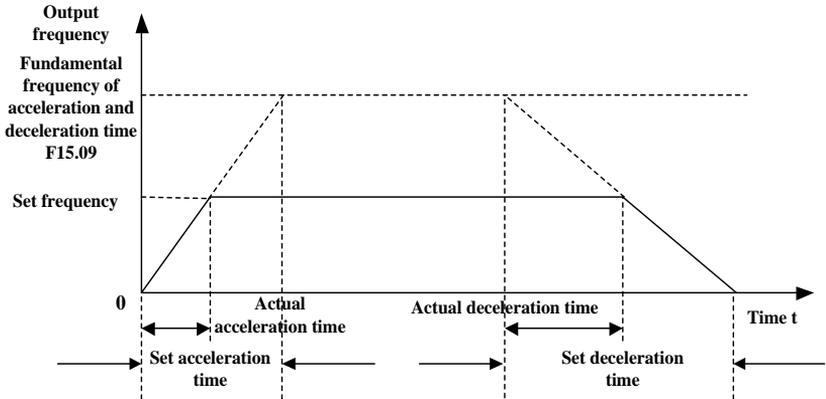 Output
frequency
Fundamental
frequency of
acceleration and
deceleration time
F15.09
Set frequency
0
Actual
acceleration time
Actual deceleration time
Time t
Set acceleration
time
Set deceleration
time